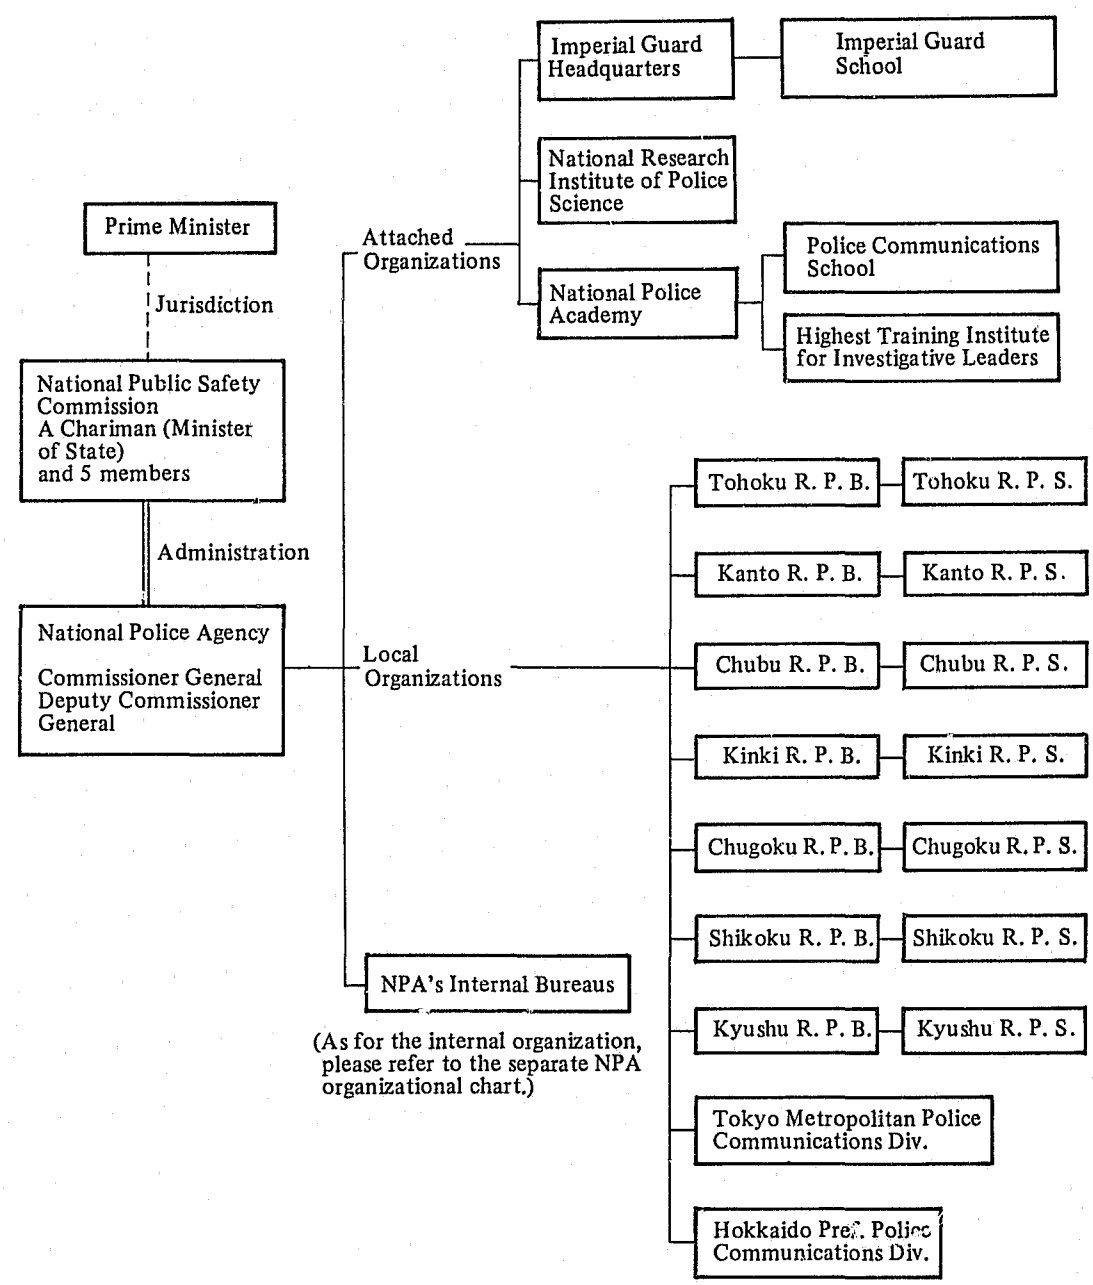 Imperial Guard
Headquarters
Imperial Guard
School
National Research
Institute of Police
Science
Prime Minister
Attached
Organizations
Police Communications
School
National Police
Academy
Jurisdiction
Highest Training Institute
for Investigative Leaders
National Public Safety
Commission
A Chariman (Minister
of State)
and 5 members
Tohoku R. P. B.
Tohoku R. P. S.
Administration
Kanto R. P. B.
Kanto R. P. S.
National Police Agency
Commissioner General
Deputy Commissioner
General
Local
Organizations
Chubu R. P. B.
Chubu R. P. S.
Kinki R. P. B.
Kinki R. P. S.
Chugoku R. P. B.
Chugoku R. P. S.
Shikoku R. P. B.
Shikoku R. P. S.
NPA's Internal Bureaus
(As for the internal organization,
please refer to the separate NPA
organizational chart.)
Kyushu R. P. B.
Kyushu R. P. S.
Tokyo Metropolitan Police
Communications Div.
Hokkaido Pref. Police
Communications Div.